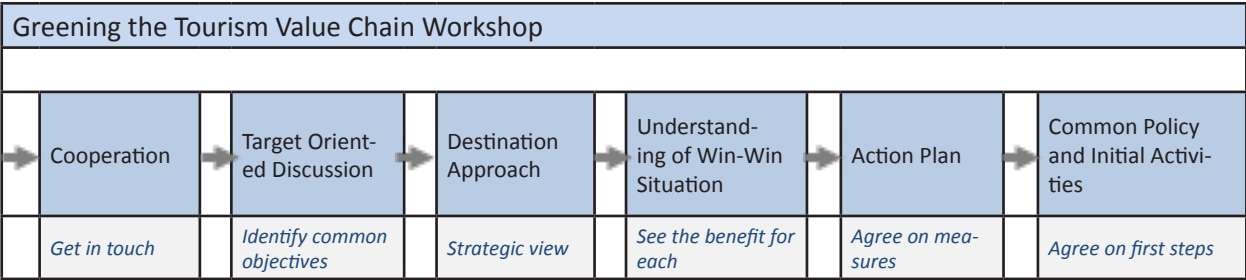 Greening the Tourism Value Chain Workshop
Cooperation
Target Orient-
ed Discussion
Destination
Approach
Understand-
ing of Win-Win
Situation
Action Plan
Common Policy
and Initial Activi-
ties
Get in touch
Identify common
objectives
Strategic view
See the benefit for
each
Agree on mea-
sures
Agree on first steps